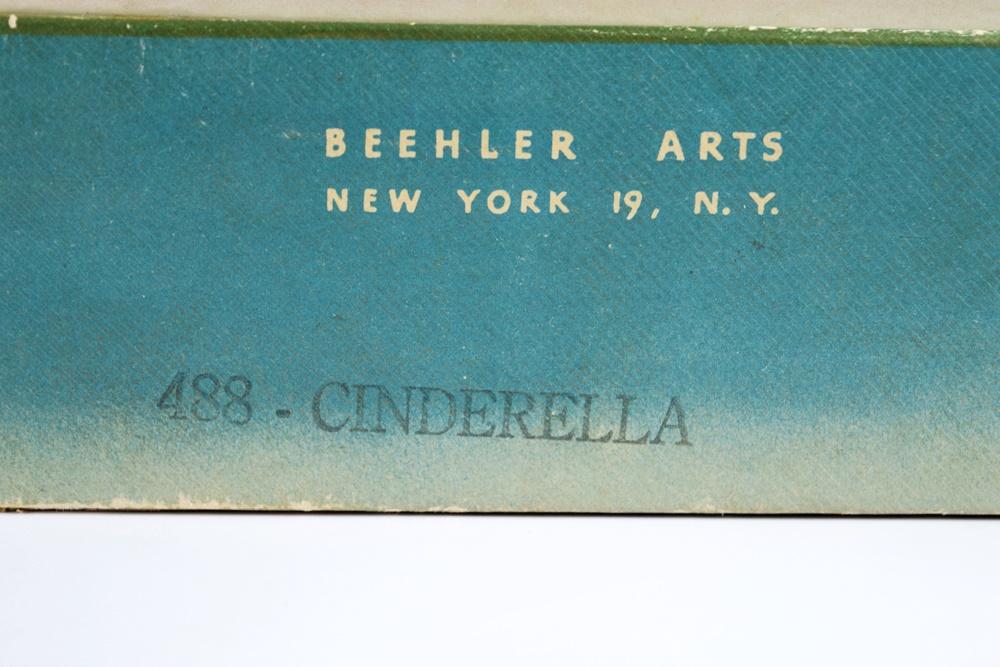 BEEHLER ARTS
NEW YORK 19, N.Y.
488 - CINDERELLA